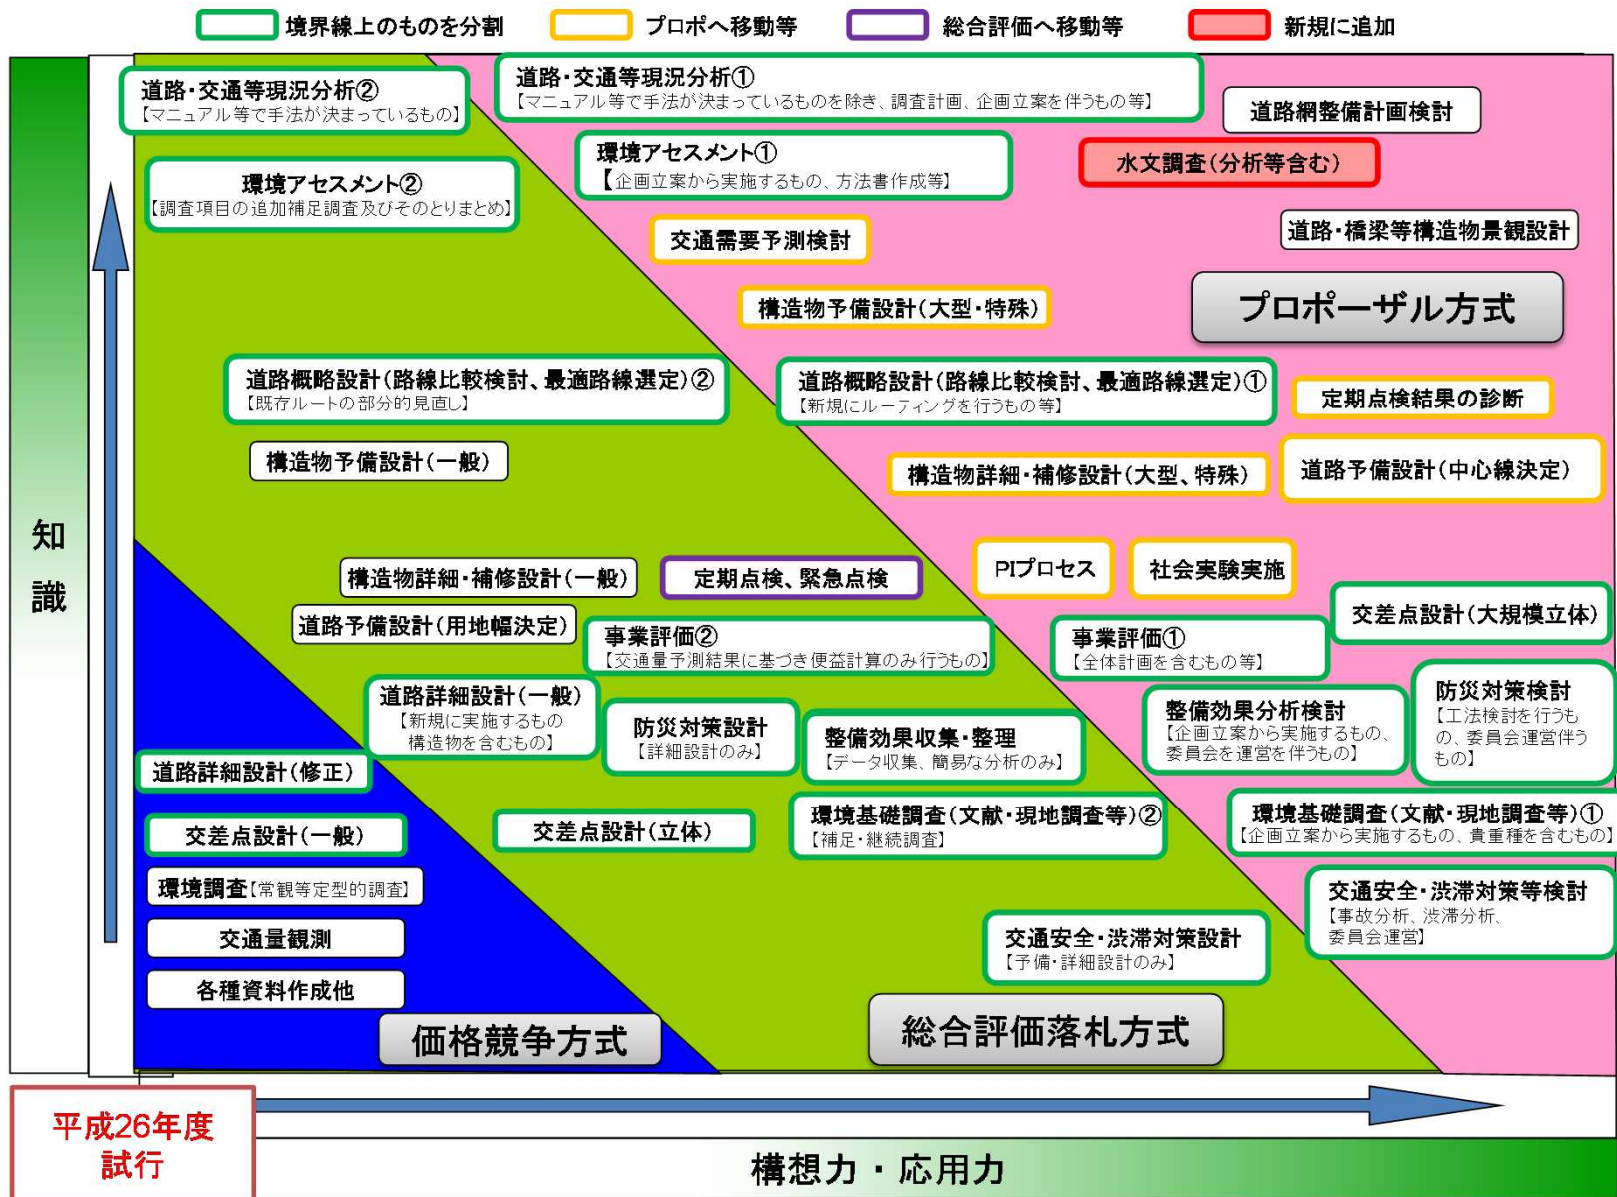 境界線上のものを分割
プロポへ移動等
総合評価へ移動等
新規に追加
道路・交通等現況分析②
【マニュアル等で手法が決まっているもの】
道路・交通等現況分析①
【マニュアル等で手法が決まっているものを除き、調査計画、企画立案を伴うもの等】
道路網整備計画検討
環境アセスメント①
【企画立案から実施するもの、方法書作成等】
水文調査(分析等含む)
環境アセスメント②
【調査項目の追加補足調査及びそのとりまとめ】
交通需要予測検討
道路・橋梁等構造物景観設計
構造物予備設計(大型・特殊)
プロポーザル方式
道路概略設計(路線比較検討、最適路線選定)②
【既存ルートの部分的見直し】
道路概略設計(路線比較検討、最適路線選定)①
【新規にルーティングを行うもの等】
定期点検結果の診断
構造物予備設計(一般)
構造物詳細・補修設計(大型、特殊)
道路予備設計(中心線決定)
知
識
構造物詳細・補修設計(一般)
定期点検、緊急点検
PIプロセス
社会実験実施
道路予備設計(用地幅決定)
事業評価②
【交通量予測結果に基づき便益計算のみ行うもの】
事業評価①
【全体計画を含むもの等】
交差点設計(大規模立体)
道路詳細設計(一般)
【新規に実施するもの
構造物を含むもの】
防災対策設計
【詳細設計のみ】
整備効果収集・整理
【データ収集、簡易な分析のみ】
整備効果分析検討
【企画立案から実施するもの、
委員会を運営を伴うもの】
防災対策検討
【工法検討を行うも
の、委員会運営伴う
もの】
道路詳細設計(修正)
交差点設計(一般)
交差点設計(立体)
環境基礎調査(文献・現地調査等)②
【補足・継続調査】
環境基礎調査(文献・現地調査等)①
【企画立案から実施するもの、貴重種を含むもの】
環境調査【常観等定型的調査】
交通量観測
各種資料作成他
交通安全・渋滞対策設計
【予備・詳細設計のみ】
交通安全・渋滞対策等検討
【事故分析、渋滞分析、
委員会運営】
価格競争方式
総合評価落札方式
平成26年度
試行
構想力・応用力